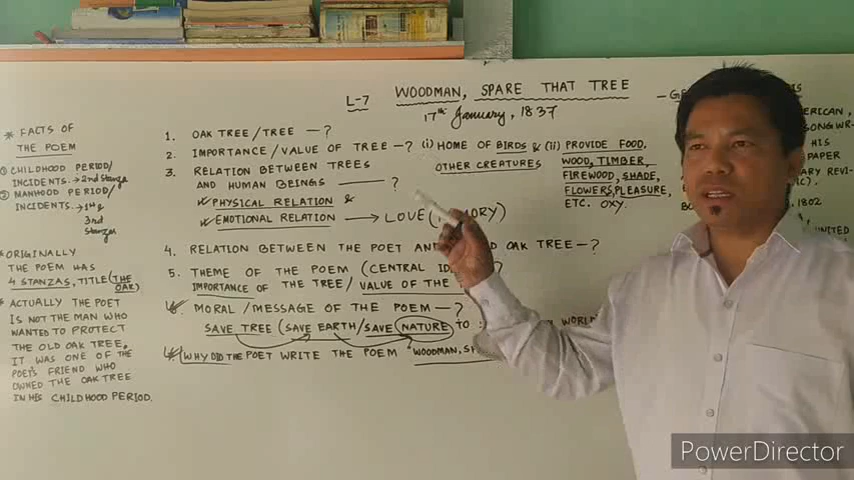 L-7 WOODMAN, SPARE THAT TREE
17th January, 1837
* FACTS OF
THE POEM
① CHILDHOOD PERIOD/
INCIDENTS. → 2nd Stanza
② MANHOOD PERIOD/
INCIDENTS. → 1st &
3rd
Stanzas
* ORIGINALLY
THE POEM HAS
4 STANZAS, TITLE (THE
OAK)
* ACTUALLY THE POET
IS NOT THE MAN WHO
WANTED TO PROTECT
THE OLD OAK TREE,
IT WAS ONE OF THE
POET'S FRIEND WHO
OWNED THE OAK TREE
IN HIS CHILDHOOD PERIOD.
1. OAK TREE/TREE —?
2. IMPORTANCE/VALUE OF TREE —? (i) HOME OF BIRDS & (ii) PROVIDE FOOD,
OTHER CREATURES WOOD, TIMBER,
FIREWOOD, SHADE,
FLOWERS, PLEASURE,
ETC. OXY.
3. RELATION BETWEEN TREES
AND HUMAN BEINGS —?
✓ PHYSICAL RELATION &
✓ EMOTIONAL RELATION → LOVE
4. RELATION BETWEEN THE POET AND OAK TREE —?
5. THEME OF THE POEM (CENTRAL ?
IMPORTANCE OF THE TREE/ VALUE OF THE
6. MORAL/MESSAGE OF THE POEM —?
SAVE TREE (SAVE EARTH/SAVE NATURE) TO
WHY DID THE POET WRITE THE POEM "WOODMAN,
SONG WR-
HIS
PAPER
1802
UNITED
PowerDirector